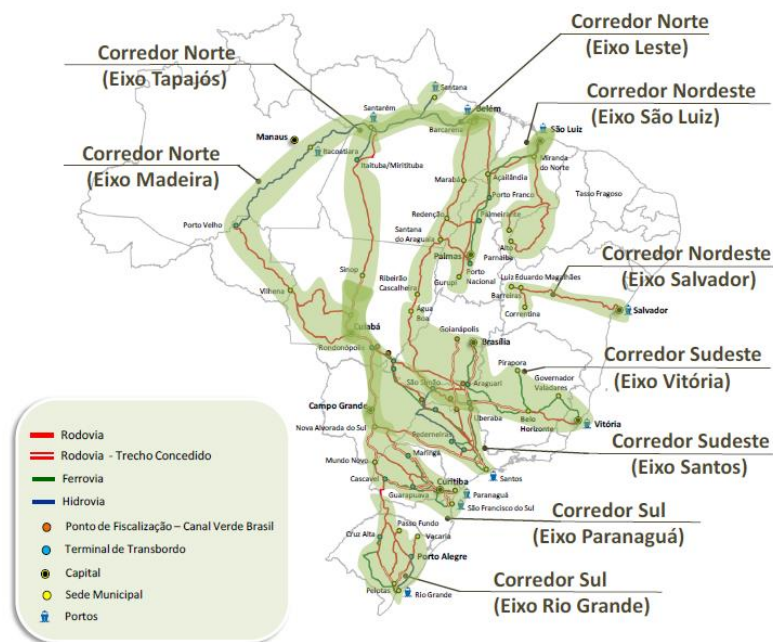 Corredor Norte
(Eixo Tapajós)
Corredor Norte
(Eixo Leste)
Corredor Nordeste
(Eixo São Luiz)
Corredor Norte
(Eixo Madeira)
Corredor Nordeste
(Eixo Salvador)
Corredor Sudeste
(Eixo Vitória)
Corredor Sudeste
(Eixo Santos)
Corredor Sul
(Eixo Paranaguá)
Corredor Sul
(Eixo Rio Grande)
Santana
Santarém
Belém
Barcarena
São Luiz
Manaus
Itacoatiara
Itaituba/Miritituba
Miranda
do Norte
Marabá
Açailândia
Porto Franco
Tasso Fragoso
Redenção
Palmeirante
Porto Velho
Santana
do Araguaia
Alto
Parnaíba
Palmas
Porto
Nacional
Gurupi
Sinop
Ribeirão
Cascalheira
Luiz Eduardo Magalhães
Barreiras
Correntina
Salvador
Vilhena
Água
Boa
Cuiabá
Goianápolis
Brasília
Rondonópolis
Pirapora
São Simão
Araguari
Governador
Valadares
Campo Grande
Uberaba
Belo
Horizonte
Vitória
Nova Alvorada do Sul
Pederneiras
Mundo Novo
Maringá
Santos
Cascavel
Curitiba
Guarapuava
Paranaguá
São Francisco do Sul
Passo Fundo
Cruz Alta
Vacaria
Porto Alegre
Pelotas
Rio Grande
Rodovia
Rodovia - Trecho Concedido
Ferrovia
Hidrovia
Ponto de Fiscalização – Canal Verde Brasil
Terminal de Transbordo
Capital
Sede Municipal
Portos